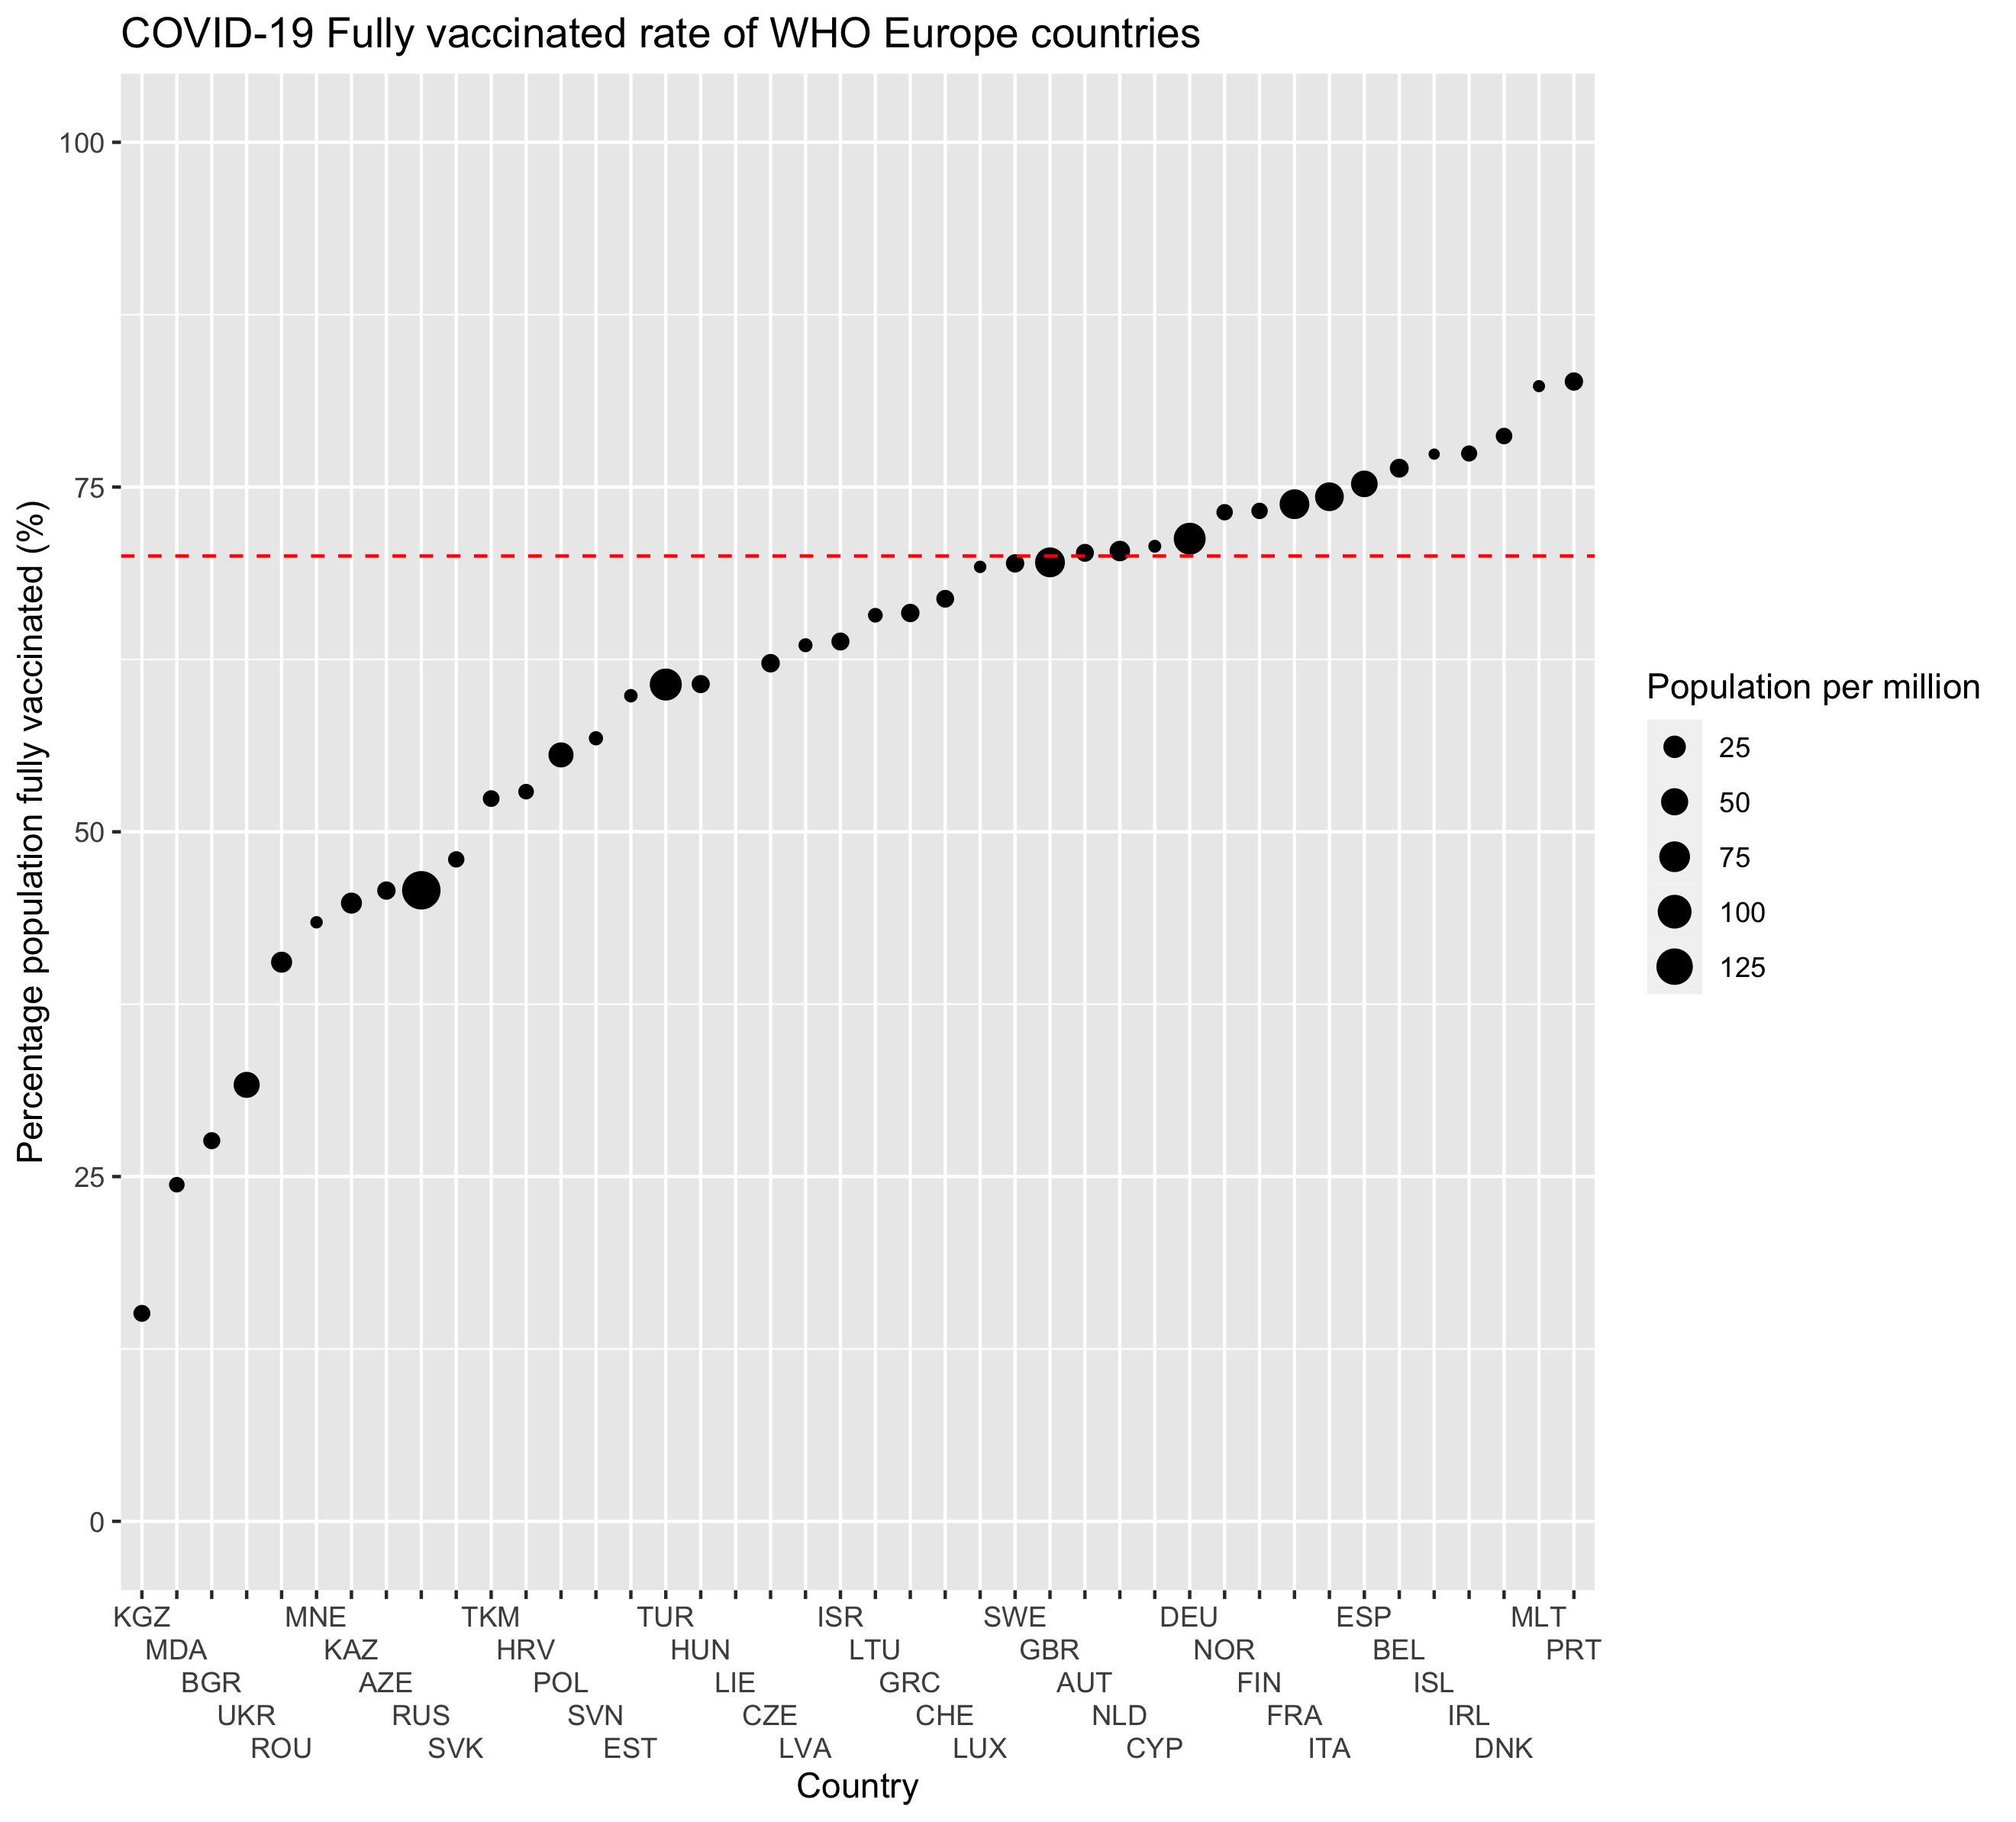 COVID-19 Fully vaccinated rate of WHO Europe countries
Percentage population fully vaccinated (%)
100
75
50
25
0
KGZ MNE TKM TUR ISR SWE DEU ESP MLT
MDA KAZ HRV HUN LTU GBR NOR BEL PRT
BGR AZE POL LIE GRC AUT FIN ISL
UKR RUS SVN CZE CHE NLD FRA IRL
ROU SVK EST LVA LUX CYP ITA DNK
Country
Population per million
25
50
75
100
125